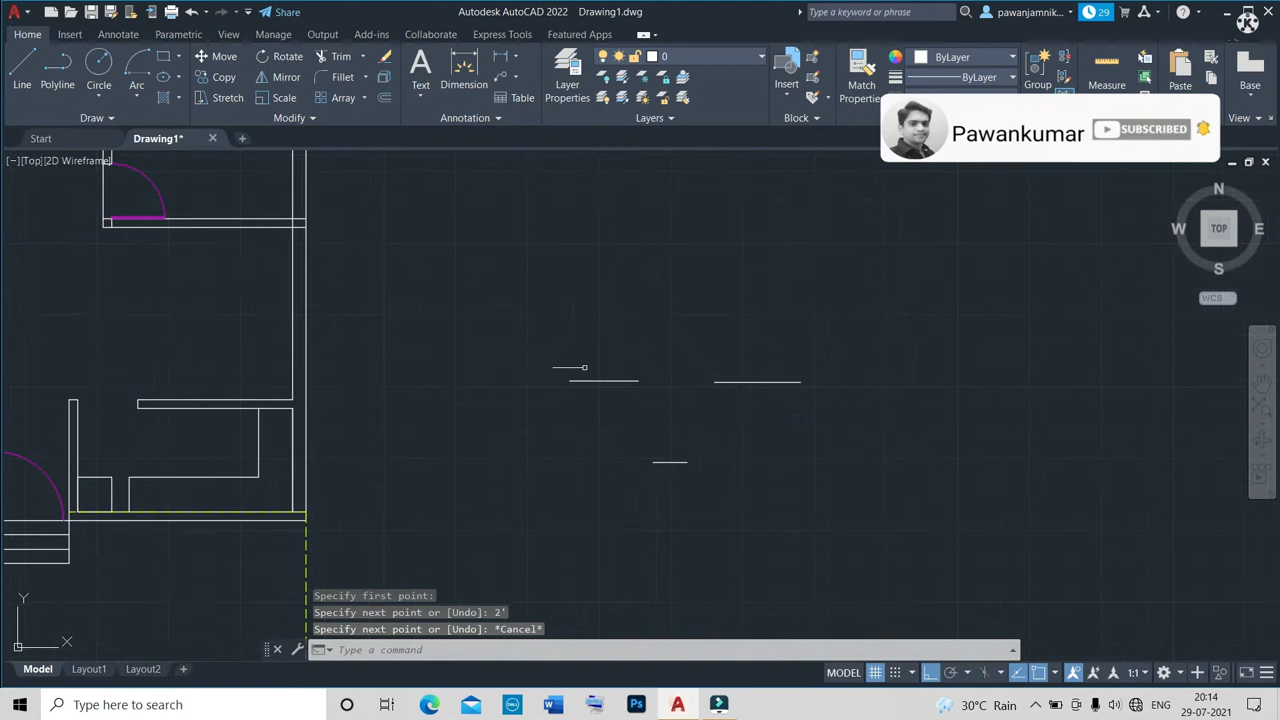 Share
Autodesk AutoCAD 2022 Drawing1.dwg
Type a keyword or phrase
pawanjamnik...
29
Home Insert Annotate Parametric View Manage Output Add-ins Collaborate Express Tools Featured Apps
Line Polyline Circle Arc
Move Rotate Trim
Copy Mirror Fillet
Stretch Scale Array
Text Dimension Table
Layer Properties
0
Insert
Match Properties
ByLayer
ByLayer
Group Measure Paste Base
Draw Modify Annotation Layers Block View
Start Drawing1*
Pawankumar SUBSCRIBED
[−][Top][2D Wireframe]
N
W TOP E
S
WCS
Y
X
Specify first point:
Specify next point or [Undo]: 2'
Specify next point or [Undo]: *Cancel*
Type a command
Model Layout1 Layout2
MODEL 1:1
Type here to search
30°C Rain
ENG
20:14
29-07-2021